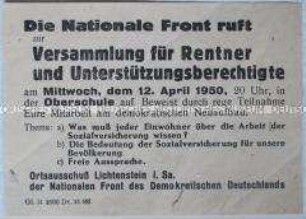 Die Nationale Front ruft
zur
Versammlung für Rentner
und Unterstützungsberechtigte
am Mittwoch, dem 12. April 1950, 20 Uhr, in
der Oberschule auf Beweist durch rege Teilnahme
Eure Mitarbeit am demokratischen Neuaufbau.
Thema: a) Was muß jeder Einwohner über die Arbeit der
Sozialversicherung wissen?
b) Die Bedeutung der Sozialversicherung für unsere
Bevölkerung
c) Freie Aussprache.
Ortsausschuß Lichtenstein i. Sa.
der Nationalen Front des Demokratischen Deutschlands